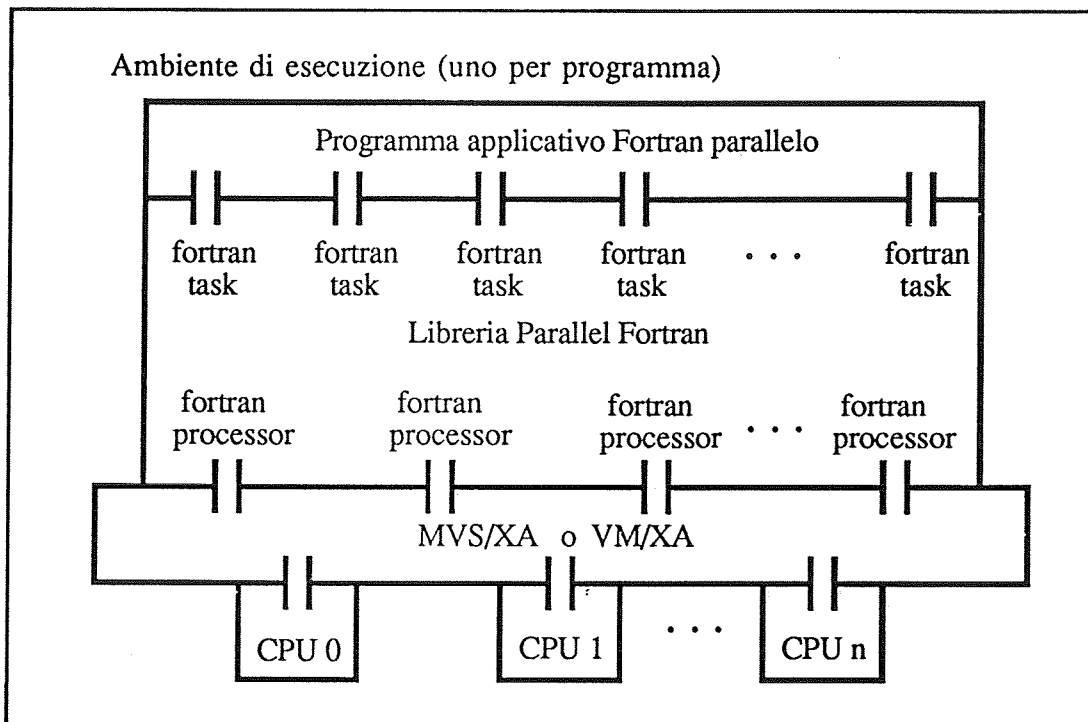 Ambiente di esecuzione (uno per programma)
Programma applicativo Fortran parallelo
fortran fortran fortran fortran . . . fortran
task task task task task
Libreria Parallel Fortran
fortran fortran fortran fortran
processor processor processor . . . processor
MVS/XA o VM/XA
CPU 0 CPU 1 . . . CPU n